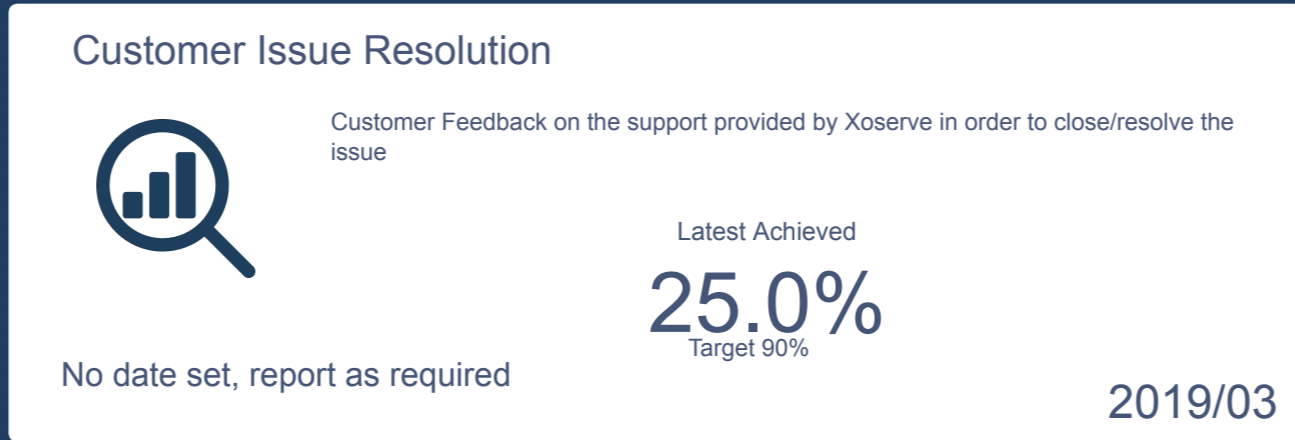 Customer Issue Resolution
Customer Feedback on the support provided by Xoserve in order to close/resolve the
issue
Latest Achieved
25.0%
Target 90%
No date set, report as required
2019/03